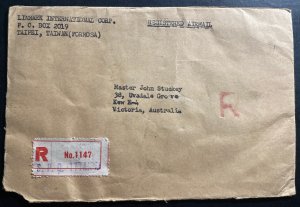 LINMARK INTERNATIONAL CORP.
P. O. BOX 2019
TAIPEI, TAIWAN(FORMOSA)
REGISTERED AIRMAIL
Master John Stuckey
38, Uvadale Grove
Kew E-4
Victoria, Australia
R
R
No.1147